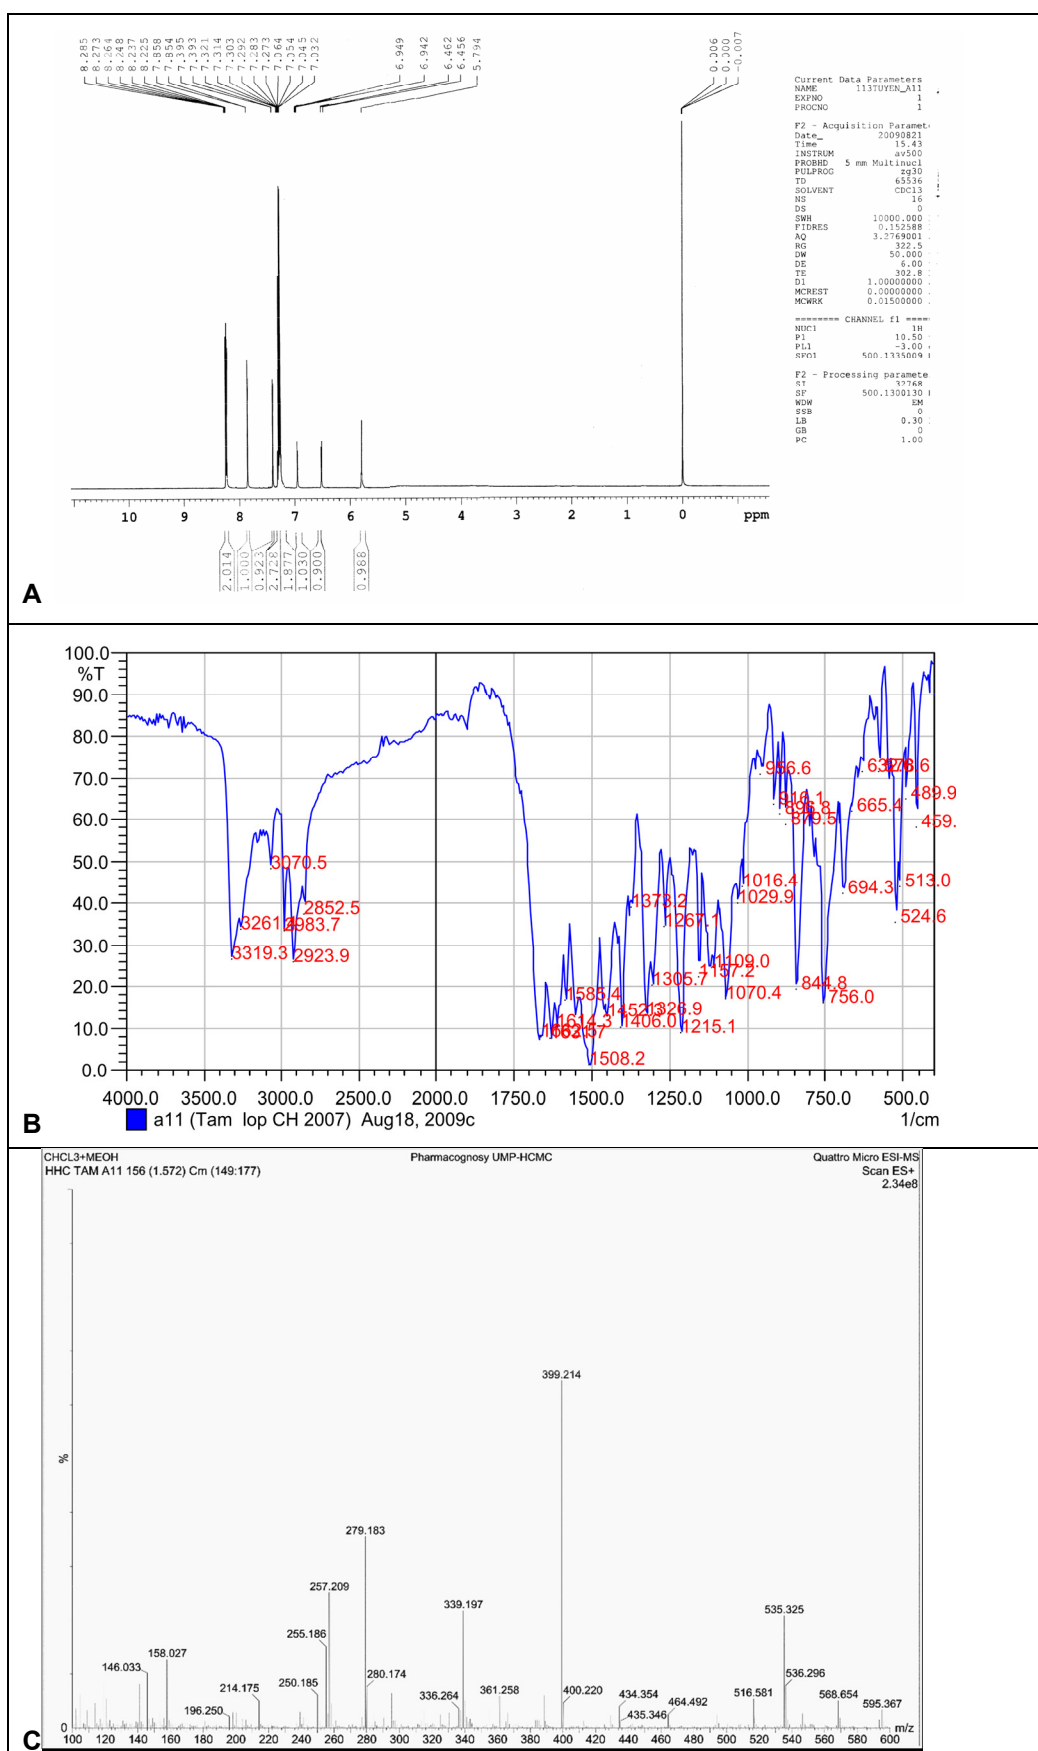 8.285
8.273
8.264
8.248
8.237
8.225
7.858
7.854
7.395
7.393
7.321
7.314
7.303
7.292
7.283
7.273
7.064
7.054
7.045
7.032
6.949
6.942
6.462
6.456
5.794
0.006
0.000
-0.007
Current Data Parameters
NAME 113TUYEN_A11
EXPNO 1
PROCNO 1
F2 - Acquisition Paramet
Date_ 20090821
Time 15.43
INSTRUM av500
PROBHD 5 mm Multinucl
PULPROG zg30
TD 65536
SOLVENT CDCl3
NS 16
DS 0
SWH 10000.000
FIDRES 0.152588
AQ 3.2769001
RG 322.5
DW 50.000
DE 6.00
TE 302.8
D1 1.00000000
MCREST 0.00000000
MCWRK 0.01500000
======== CHANNEL f1 ====
NUC1 1H
P1 10.50
PL1 -3.00
SFO1 500.1335009
F2 - Processing paramete
SI 32768
SF 500.1300130
WDW EM
SSB 0
LB 0.30
GB 0
PC 1.00
10 9 8 7 6 5 4 3 2 1 0 ppm
2.014
1.000
0.923
2.728
1.877
1.030
0.900
0.988
A
100.0
%T
90.0
80.0
70.0
60.0
50.0
40.0
30.0
20.0
10.0
0.0
3319.3
3070.5
2983.7
2923.9
2852.5
1585.4
1614.3
1508.2
1406.0
1373.2
1326.9
1305.7
1267.1
1215.1
1157.2
1109.0
1070.4
1029.9
1016.4
956.6
916.1
896.8
879.5
844.8
756.0
694.3
665.4
524.6
513.0
489.9
459.
4000.0 3500.0 3000.0 2500.0 2000.0 1750.0 1500.0 1250.0 1000.0 750.0 500.0
a11 (Tam lop CH 2007) Aug18, 2009c
1/cm
B
CHCL3+MEOH Pharmacognosy UMP-HCMC Quattro Micro ESI-MS
HHC TAM A11 156 (1.572) Cm (149:177) Scan ES+
2.34e8
399.214
279.183
257.209
339.197
535.325
255.186
158.027
146.033
280.174
536.296
214.175
250.185
336.264
361.258
400.220
434.354
464.492
516.581
568.654
196.250
435.346
595.367
%
0
100 120 140 160 180 200 220 240 260 280 300 320 340 360 380 400 420 440 460 480 500 520 540 560 580 600
m/z
C